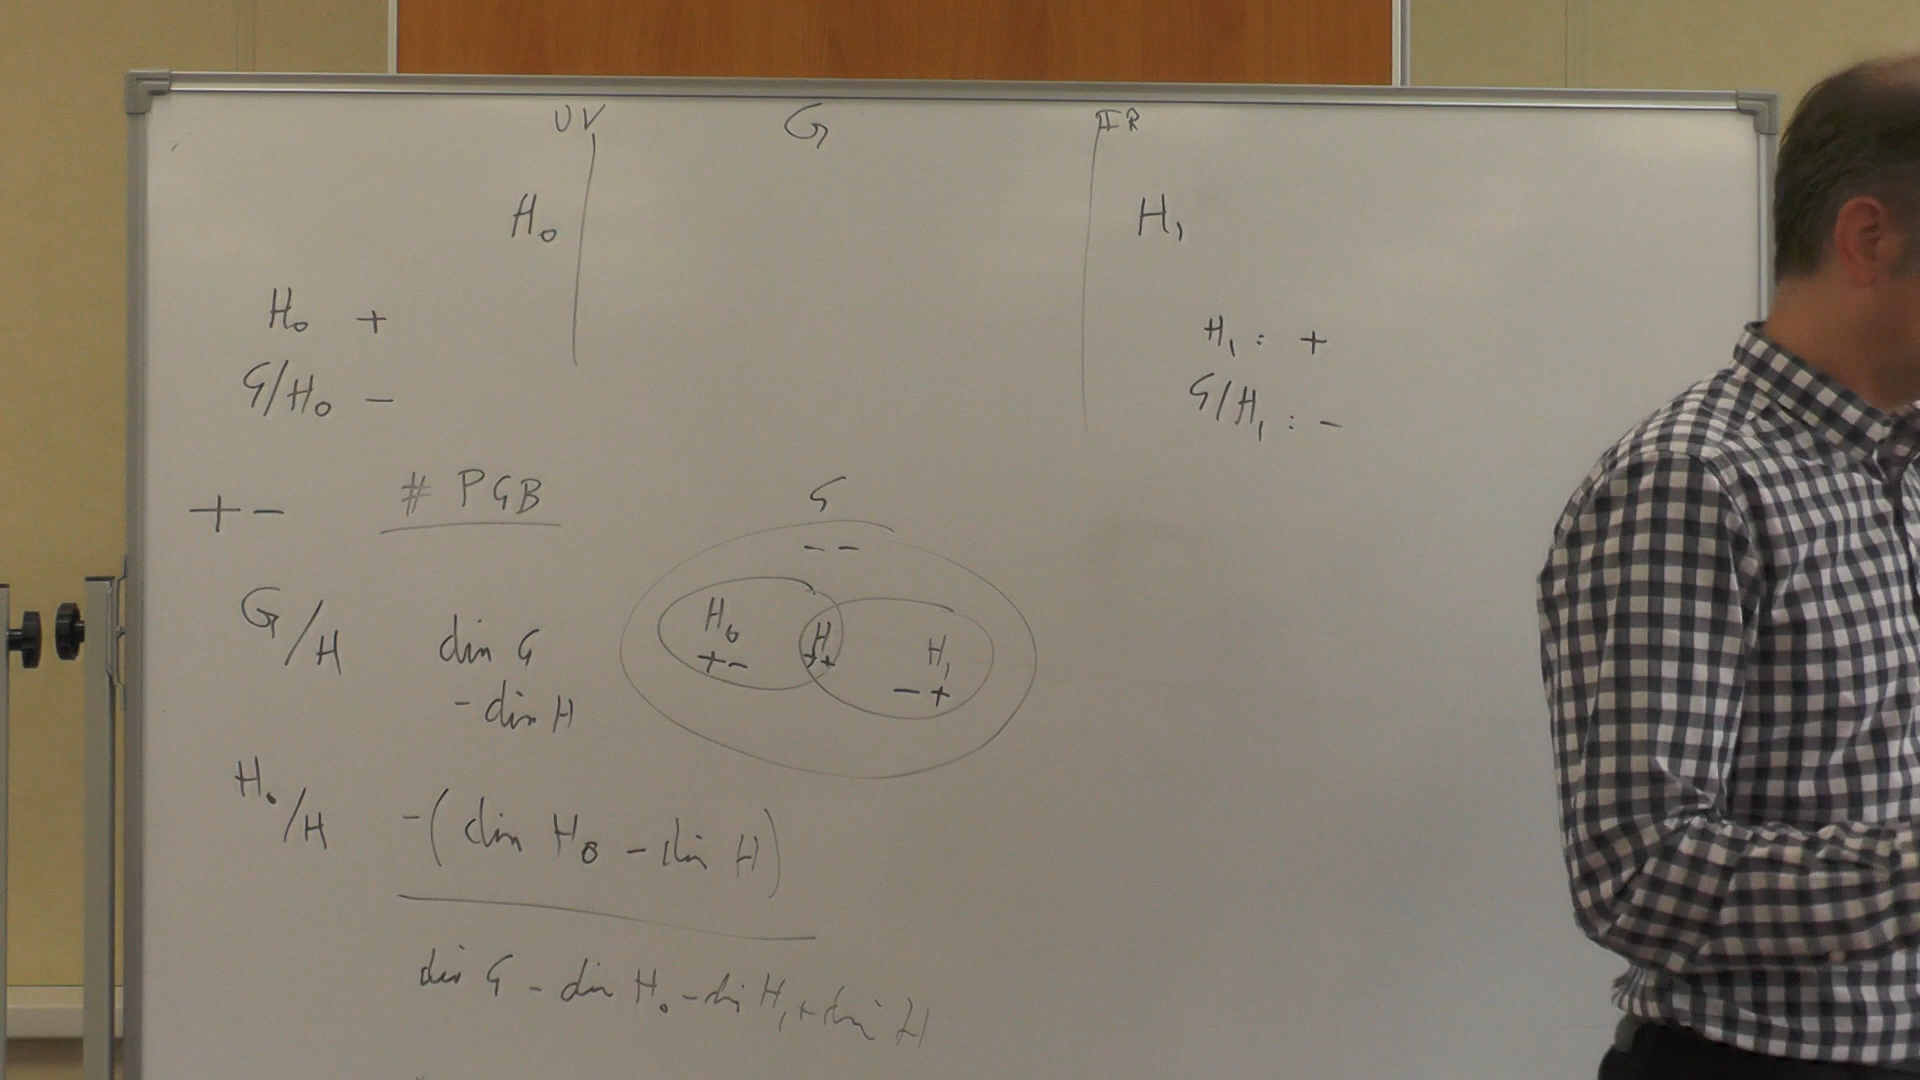 UV G IR
H₀ H₁
H₀ + H₁ : +
G/H₀ - G/H₁ : -
+ - # PGB G
- -
G/H dim G H₀ H H₁
+ - + + - +
- dim H
H₀/H -(dim H₀ - dim H)
dim G - dim H₀ - dim H₁ + dim H